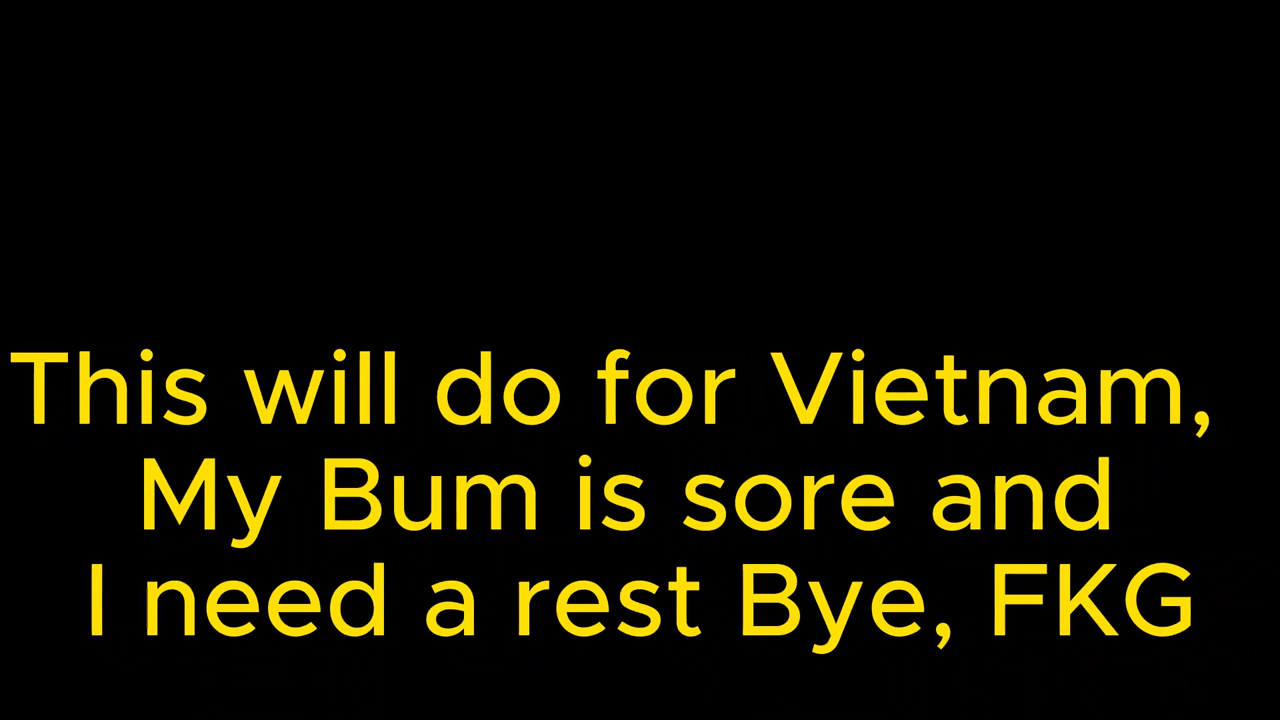 This will do for Vietnam,
My Bum is sore and
I need a rest Bye, FKG